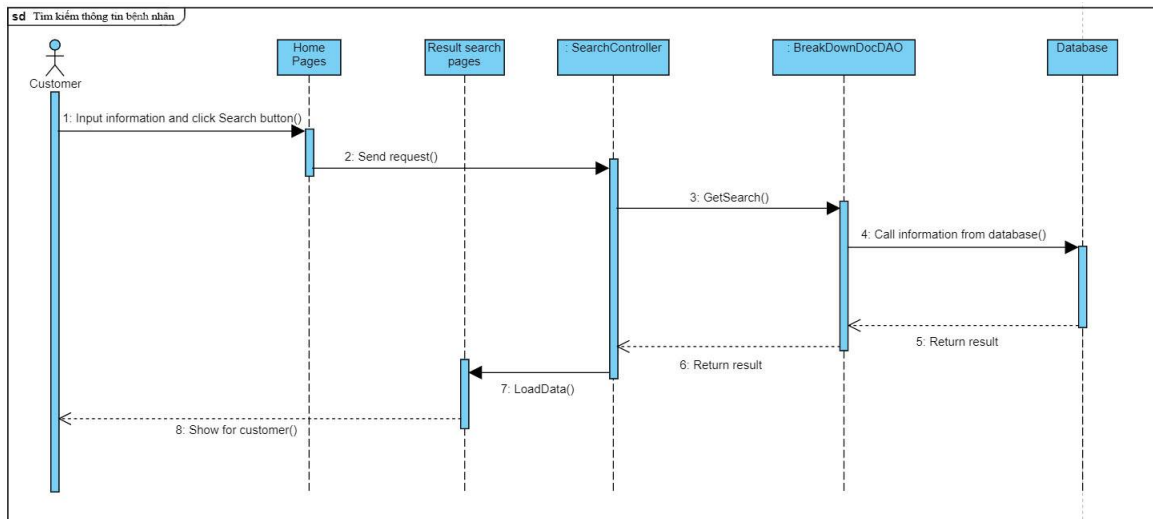 sd Tìm kiếm thông tin bệnh nhân
Customer
Home
Pages
Result search
pages
: SearchController
: BreakDownDocDAO
Database
1: Input information and click Search button()
2: Send request()
3: GetSearch()
4: Call information from database()
5: Return result
6: Return result
7: LoadData()
8: Show for customer()